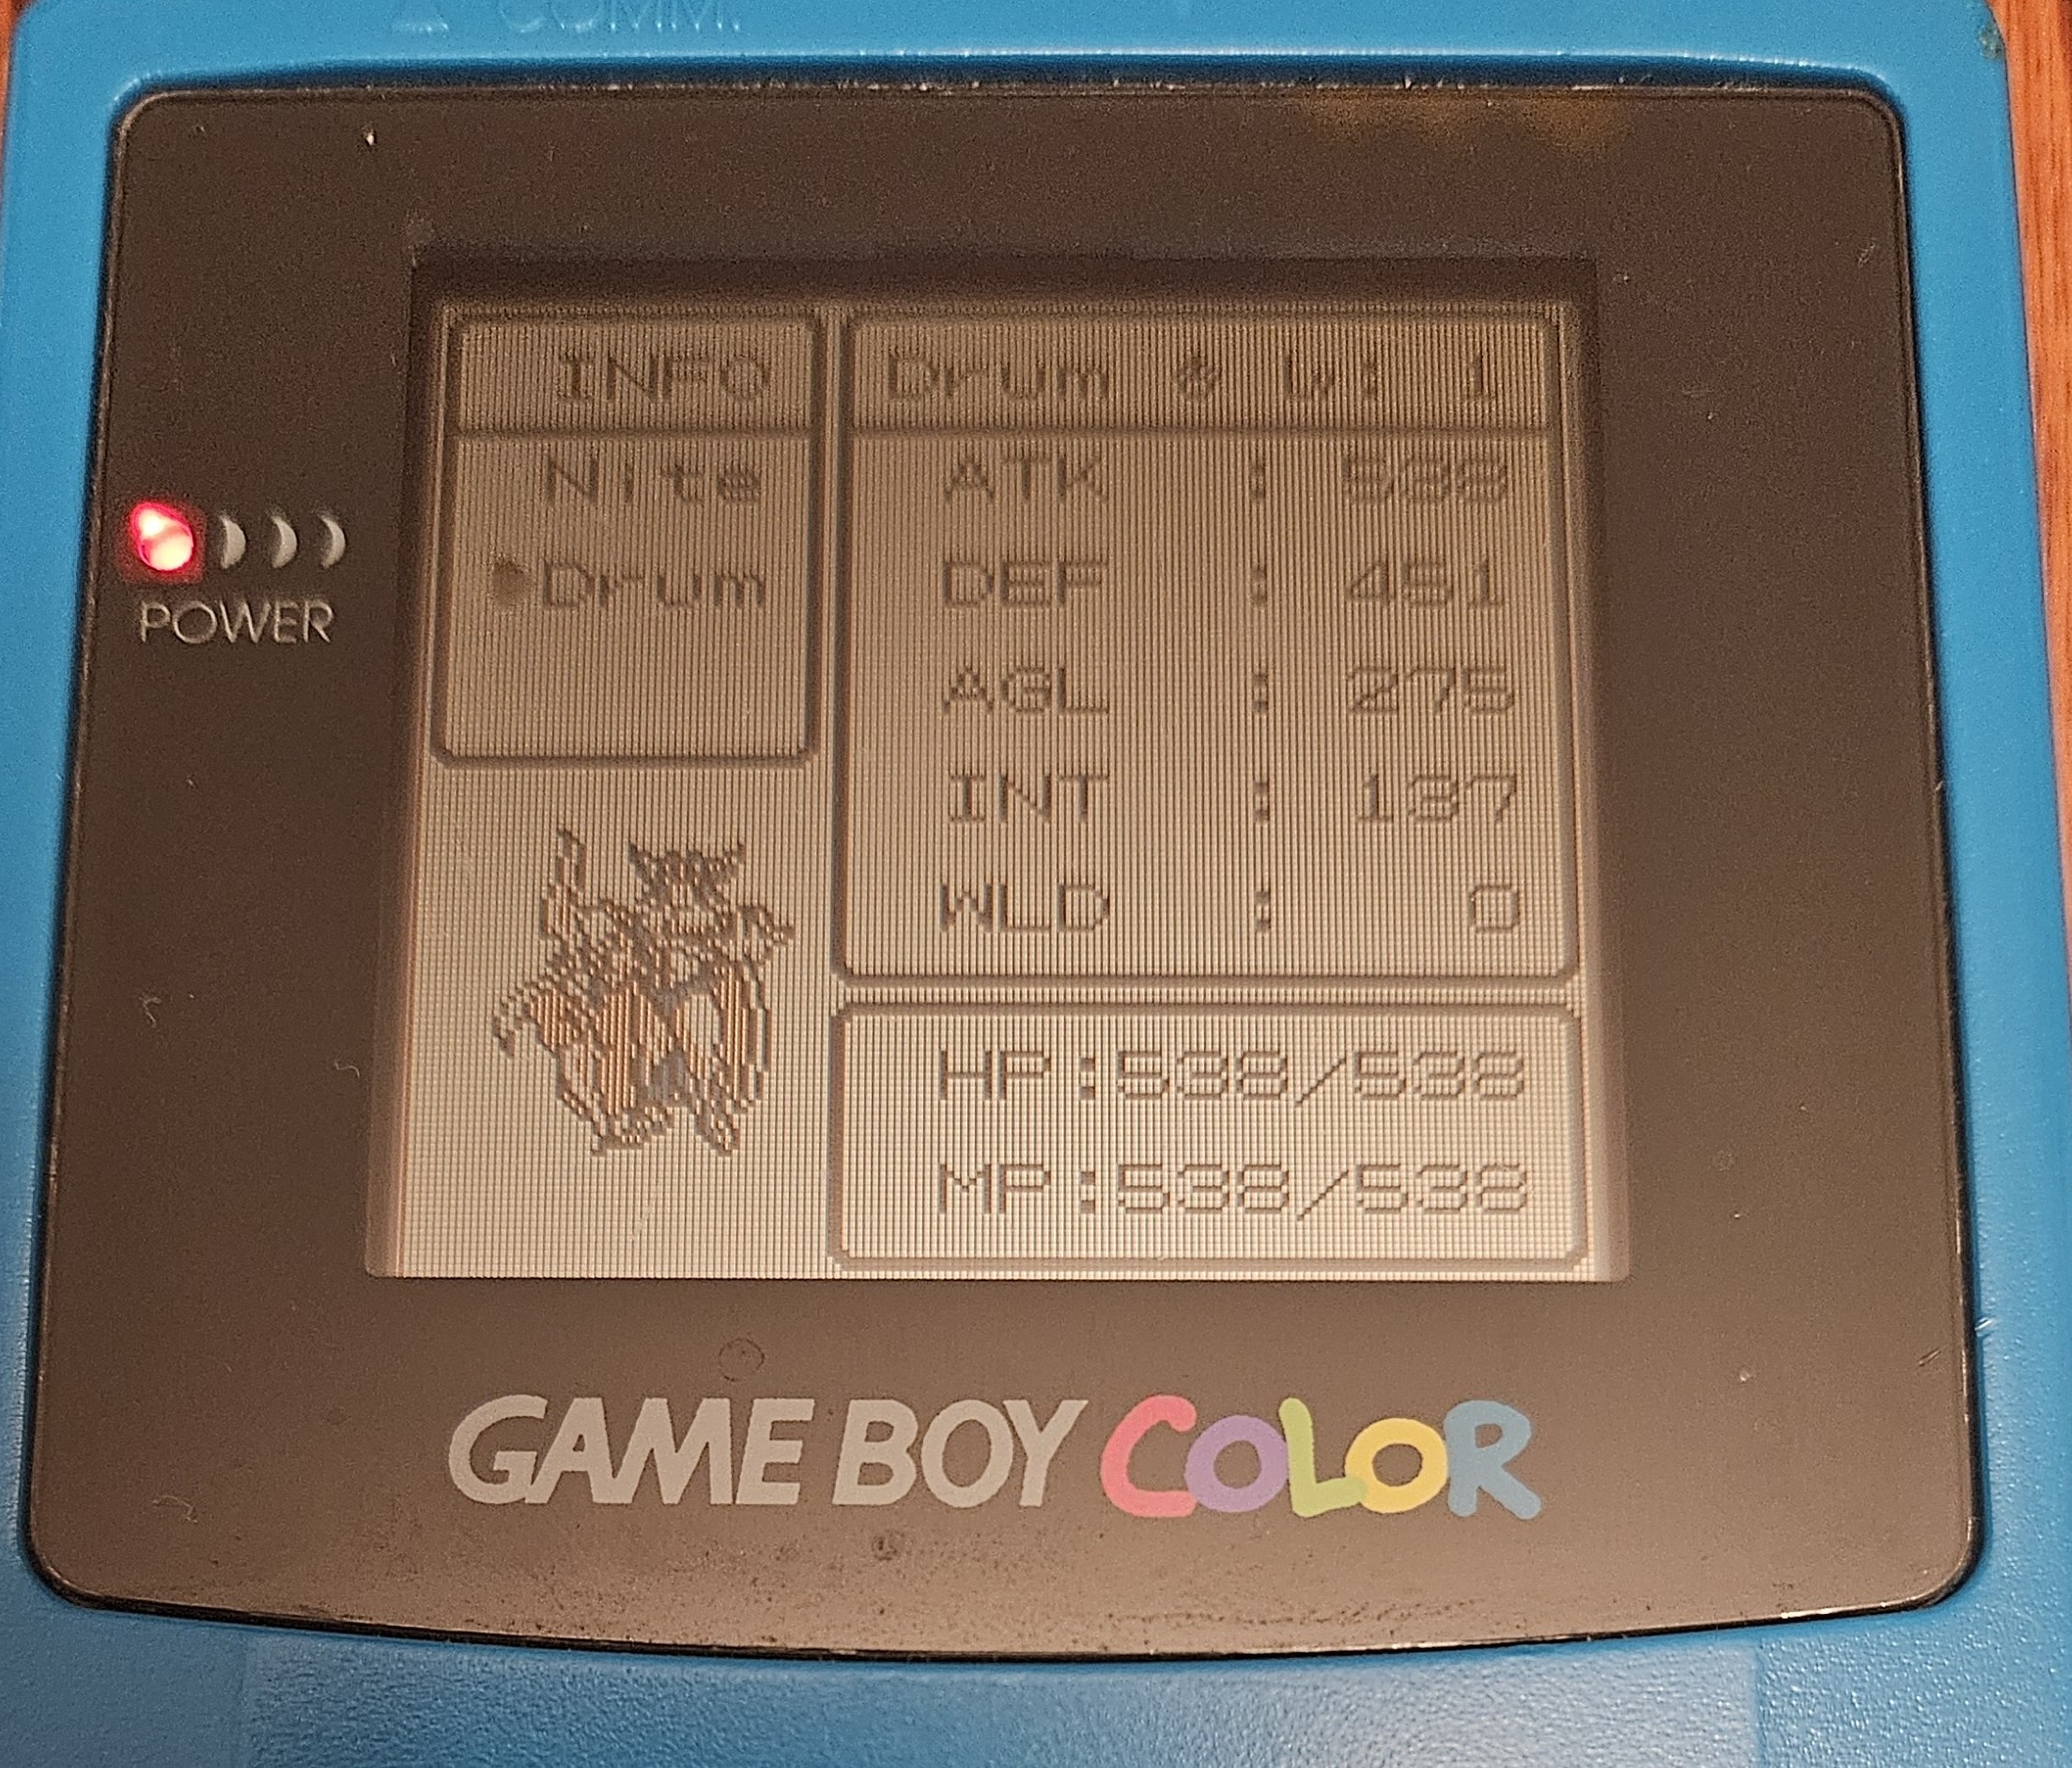 COMM.
INFO
Nite
Drum
Drum Lv: 1
ATK : 538
DEF : 451
AGL : 275
INT : 137
WLD : 0
HP:538/538
MP:538/538
POWER
GAME BOY COLOR